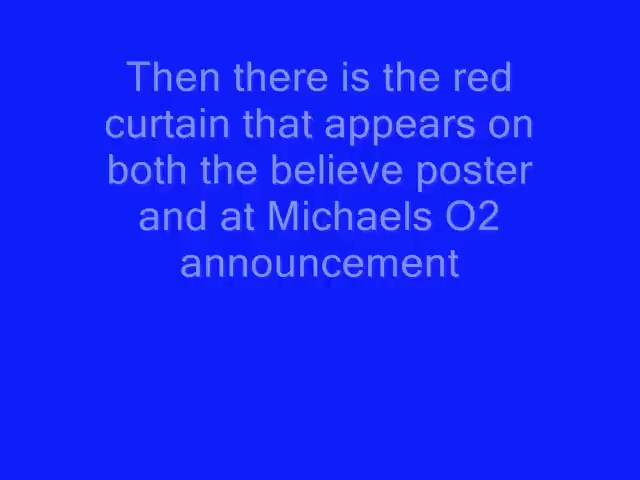 Then there is the red
curtain that appears on
both the believe poster
and at Michaels O2
announcement